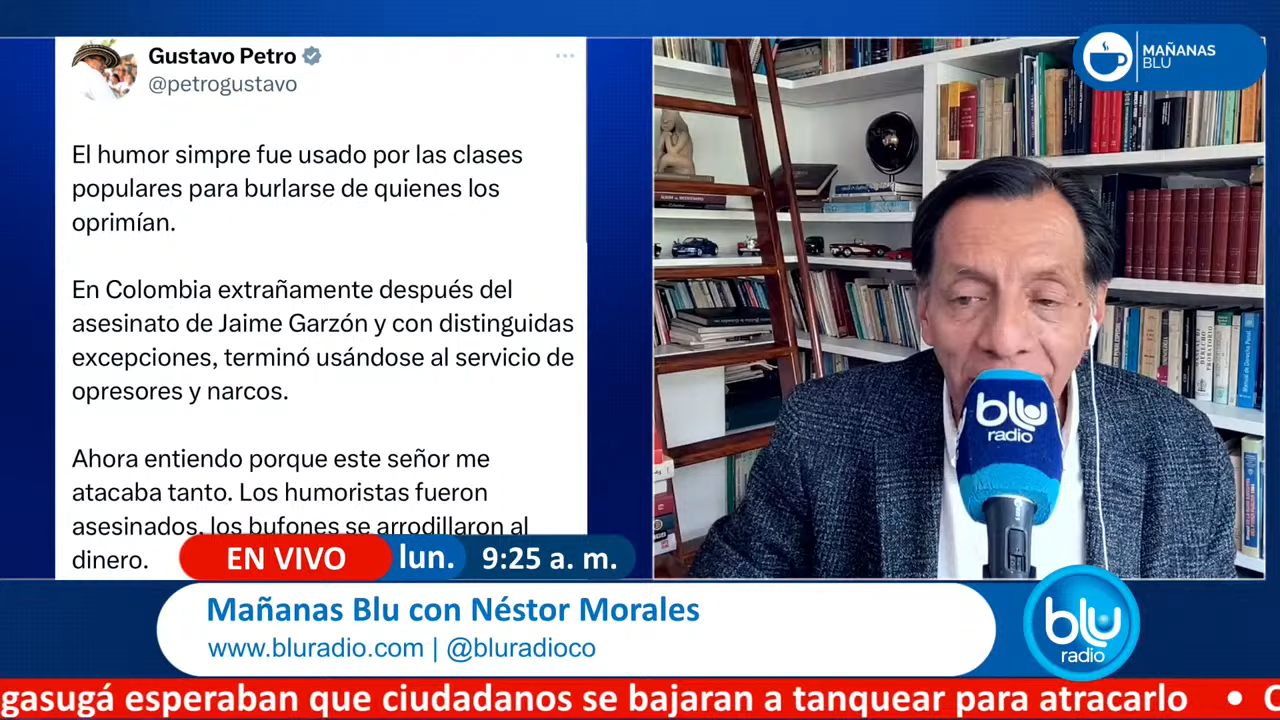 Gustavo Petro
@petrogustavo
El humor simpre fue usado por las clases
populares para burlarse de quienes los
oprimían.
En Colombia extrañamente después del
asesinato de Jaime Garzón y con distinguidas
excepciones, terminó usándose al servicio de
opresores y narcos.
Ahora entiendo porque este señor me
atacaba tanto. Los humoristas fueron
asesinados, los bufones se arrodillaron al
dinero.
MAÑANAS
BLU
blu
radio
EN VIVO
lun.
9:25 a. m.
Mañanas Blu con Néstor Morales
www.bluradio.com | @bluradioco
blu
radio
gasugá esperaban que ciudadanos se bajaran a tanquear para atracarlo •